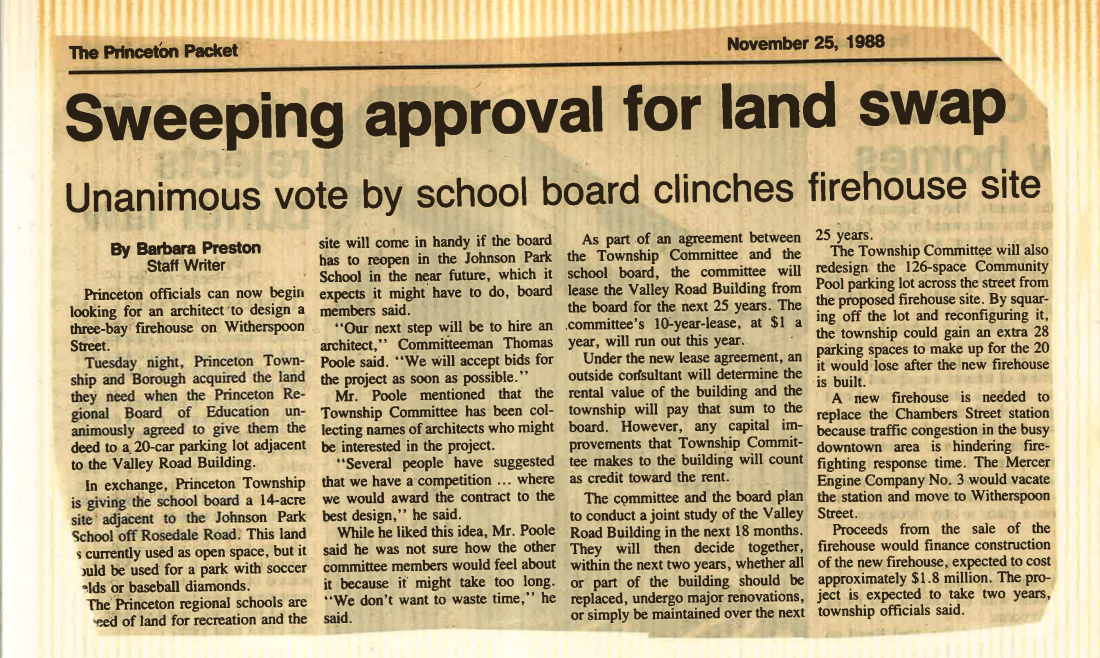 The Princeton Packet
November 25, 1988
Sweeping approval for land swap
Unanimous vote by school board clinches firehouse site
By Barbara Preston
Staff Writer
Princeton officials can now begin
looking for an architect to design a
three-bay firehouse on Witherspoon
Street.
Tuesday night, Princeton Town-
ship and Borough acquired the land
they need when the Princeton Re-
gional Board of Education un-
animously agreed to give them the
deed to a 20-car parking lot adjacent
to the Valley Road Building.
In exchange, Princeton Township
is giving the school board a 14-acre
site adjacent to the Johnson Park
School off Rosedale Road. This land
s currently used as open space, but it
ould be used for a park with soccer
elds or baseball diamonds.
The Princeton regional schools are
eed of land for recreation and the
site will come in handy if the board
has to reopen in the Johnson Park
School in the near future, which it
expects it might have to do, board
members said.
"Our next step will be to hire an
architect," Committeeman Thomas
Poole said. "We will accept bids for
the project as soon as possible."
Mr. Poole mentioned that the
Township Committee has been col-
lecting names of architects who might
be interested in the project.
"Several people have suggested
that we have a competition ... where
we would award the contract to the
best design," he said.
While he liked this idea, Mr. Poole
said he was not sure how the other
committee members would feel about
it because it might take too long.
"We don't want to waste time," he
said.
As part of an agreement between
the Township Committee and the
school board, the committee will
lease the Valley Road Building from
the board for the next 25 years. The
committee's 10-year-lease, at $1 a
year, will run out this year.
Under the new lease agreement, an
outside consultant will determine the
rental value of the building and the
township will pay that sum to the
board. However, any capital im-
provements that Township Commit-
tee makes to the building will count
as credit toward the rent.
The committee and the board plan
to conduct a joint study of the Valley
Road Building in the next 18 months.
They will then decide together,
within the next two years, whether all
or part of the building should be
replaced, undergo major renovations,
or simply be maintained over the next
25 years.
The Township Committee will also
redesign the 126-space Community
Pool parking lot across the street from
the proposed firehouse site. By squar-
ing off the lot and reconfiguring it,
the township could gain an extra 28
parking spaces to make up for the 20
it would lose after the new firehouse
is built.
A new firehouse is needed to
replace the Chambers Street station
because traffic congestion in the busy
downtown area is hindering fire-
fighting response time. The Mercer
Engine Company No. 3 would vacate
the station and move to Witherspoon
Street.
Proceeds from the sale of the
firehouse would finance construction
of the new firehouse, expected to cost
approximately $1.8 million. The pro-
ject is expected to take two years,
township officials said.